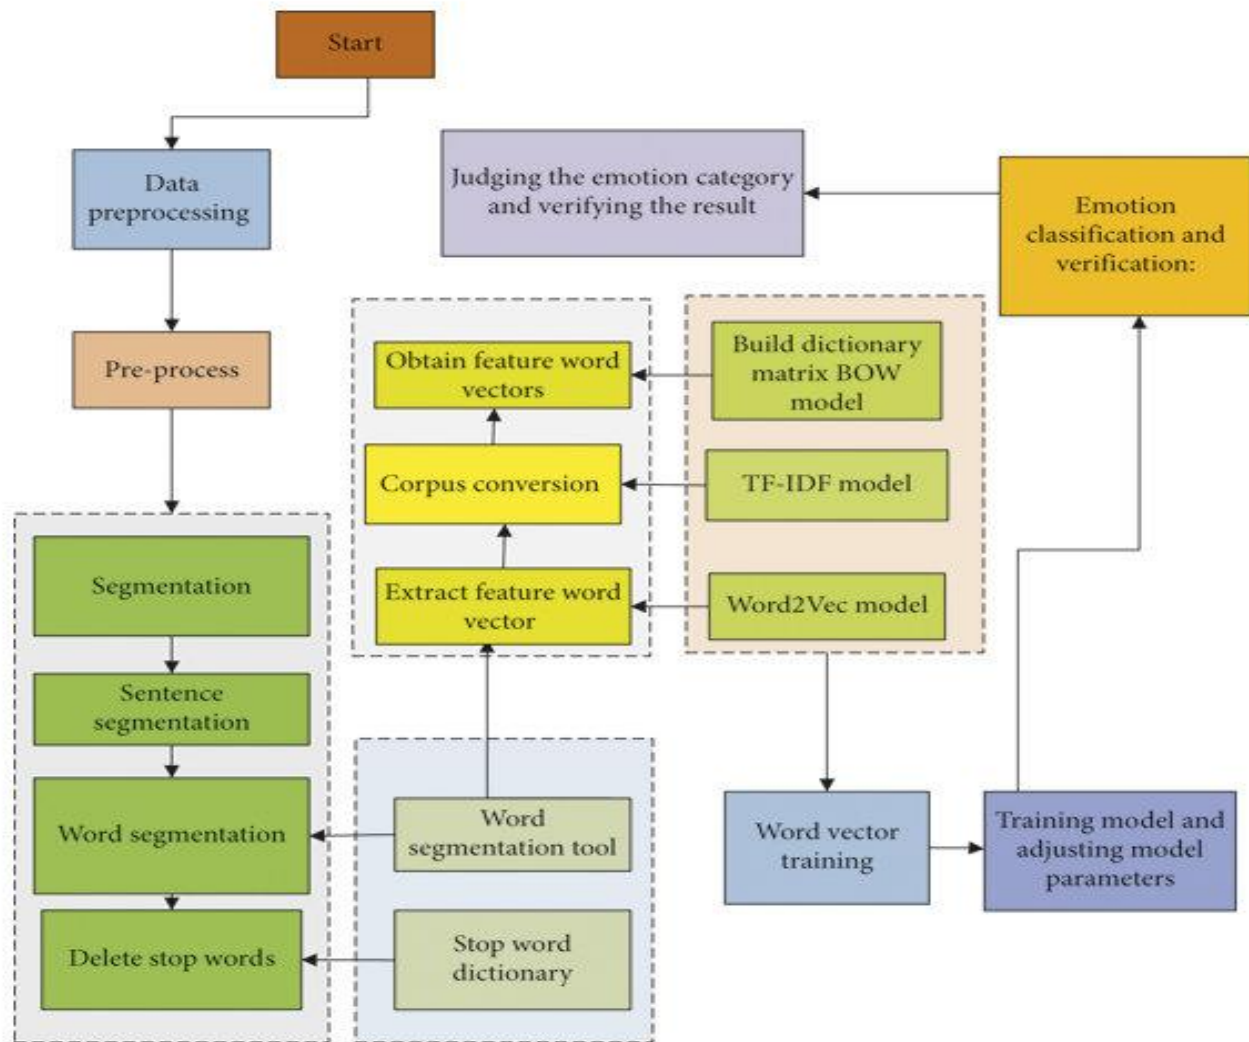 Start
Data
preprocessing
Pre-process
Segmentation
Sentence
segmentation
Word segmentation
Delete stop words
Judging the emotion category
and verifying the result
Obtain feature word
vectors
Corpus conversion
Extract feature word
vector
Word
segmentation tool
Stop word
dictionary
Build dictionary
matrix BOW
model
TF-IDF model
Word2Vec model
Word vector
training
Training model and
adjusting model
parameters
Emotion
classification and
verification: